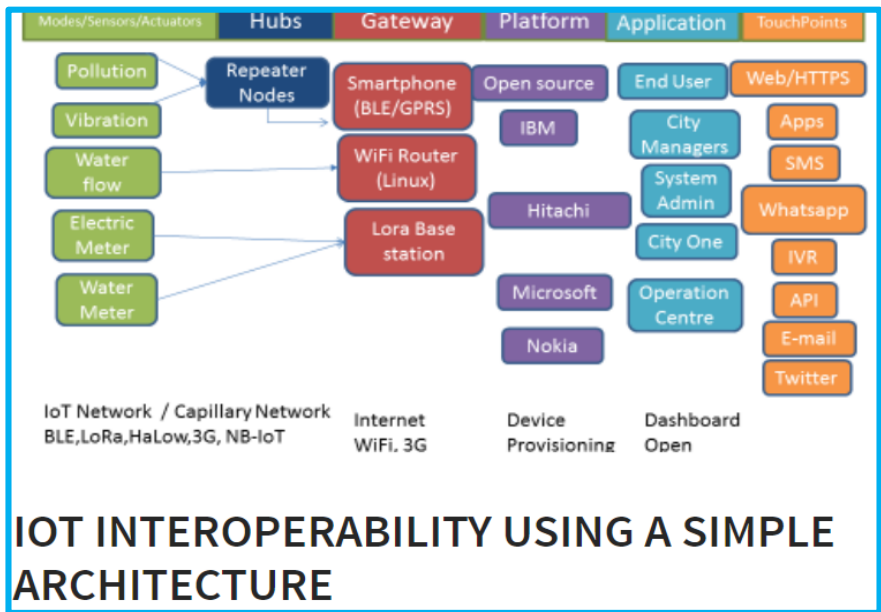 Modes/Sensors/Actuators
Hubs
Gateway
Platform
Application
TouchPoints
Pollution
Vibration
Water
flow
Electric
Meter
Water
Meter
Repeater
Nodes
Smartphone
(BLE/GPRS)
WiFi Router
(Linux)
Lora Base
station
Open source
IBM
Hitachi
Microsoft
Nokia
End User
City
Managers
System
Admin
City One
Operation
Centre
Web/HTTPS
Apps
SMS
Whatsapp
IVR
API
E-mail
Twitter
IoT Network / Capillary Network
BLE,LoRa,HaLow,3G, NB-IoT
Internet
WiFi, 3G
Device
Provisioning
Dashboard
Open
IOT INTEROPERABILITY USING A SIMPLE
ARCHITECTURE